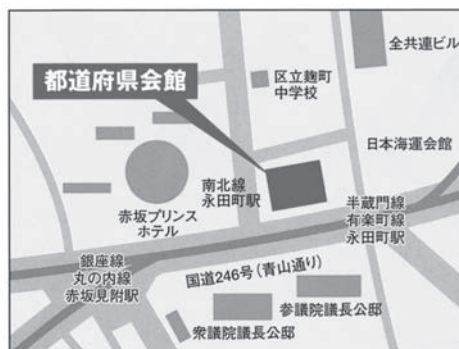 全共連ビル
都道府県会館
区立麹町
中学校
日本海運会館
南北線
永田町駅
赤坂プリンス
ホテル
半蔵門線
有楽町線
永田町駅
銀座線
丸の内線
赤坂見附駅
国道246号(青山通り)
参議院議長公邸
衆議院議長公邸